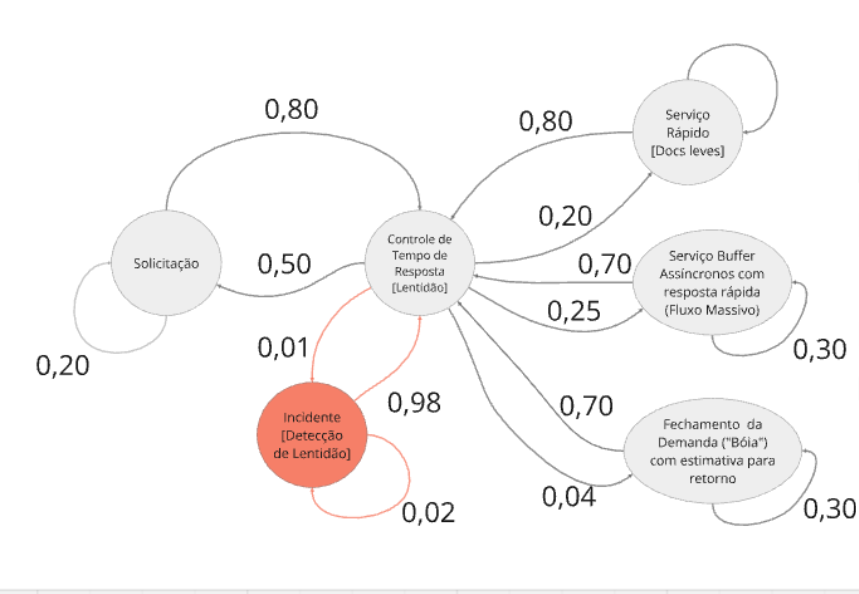 0,80
Serviço
Rápido
[Docs leves]
0,80
0,20
Solicitação
0,50
Controle de
Tempo de
Resposta
[Lentidão]
0,70
0,25
Serviço Buffer
Assíncronos com
resposta rápida
(Fluxo Massivo)
0,30
0,20
0,01
0,98
Incidente
[Detecção
de Lentidão]
0,02
0,70
0,04
Fechamento da
Demanda ("Bóia")
com estimativa para
retorno
0,30